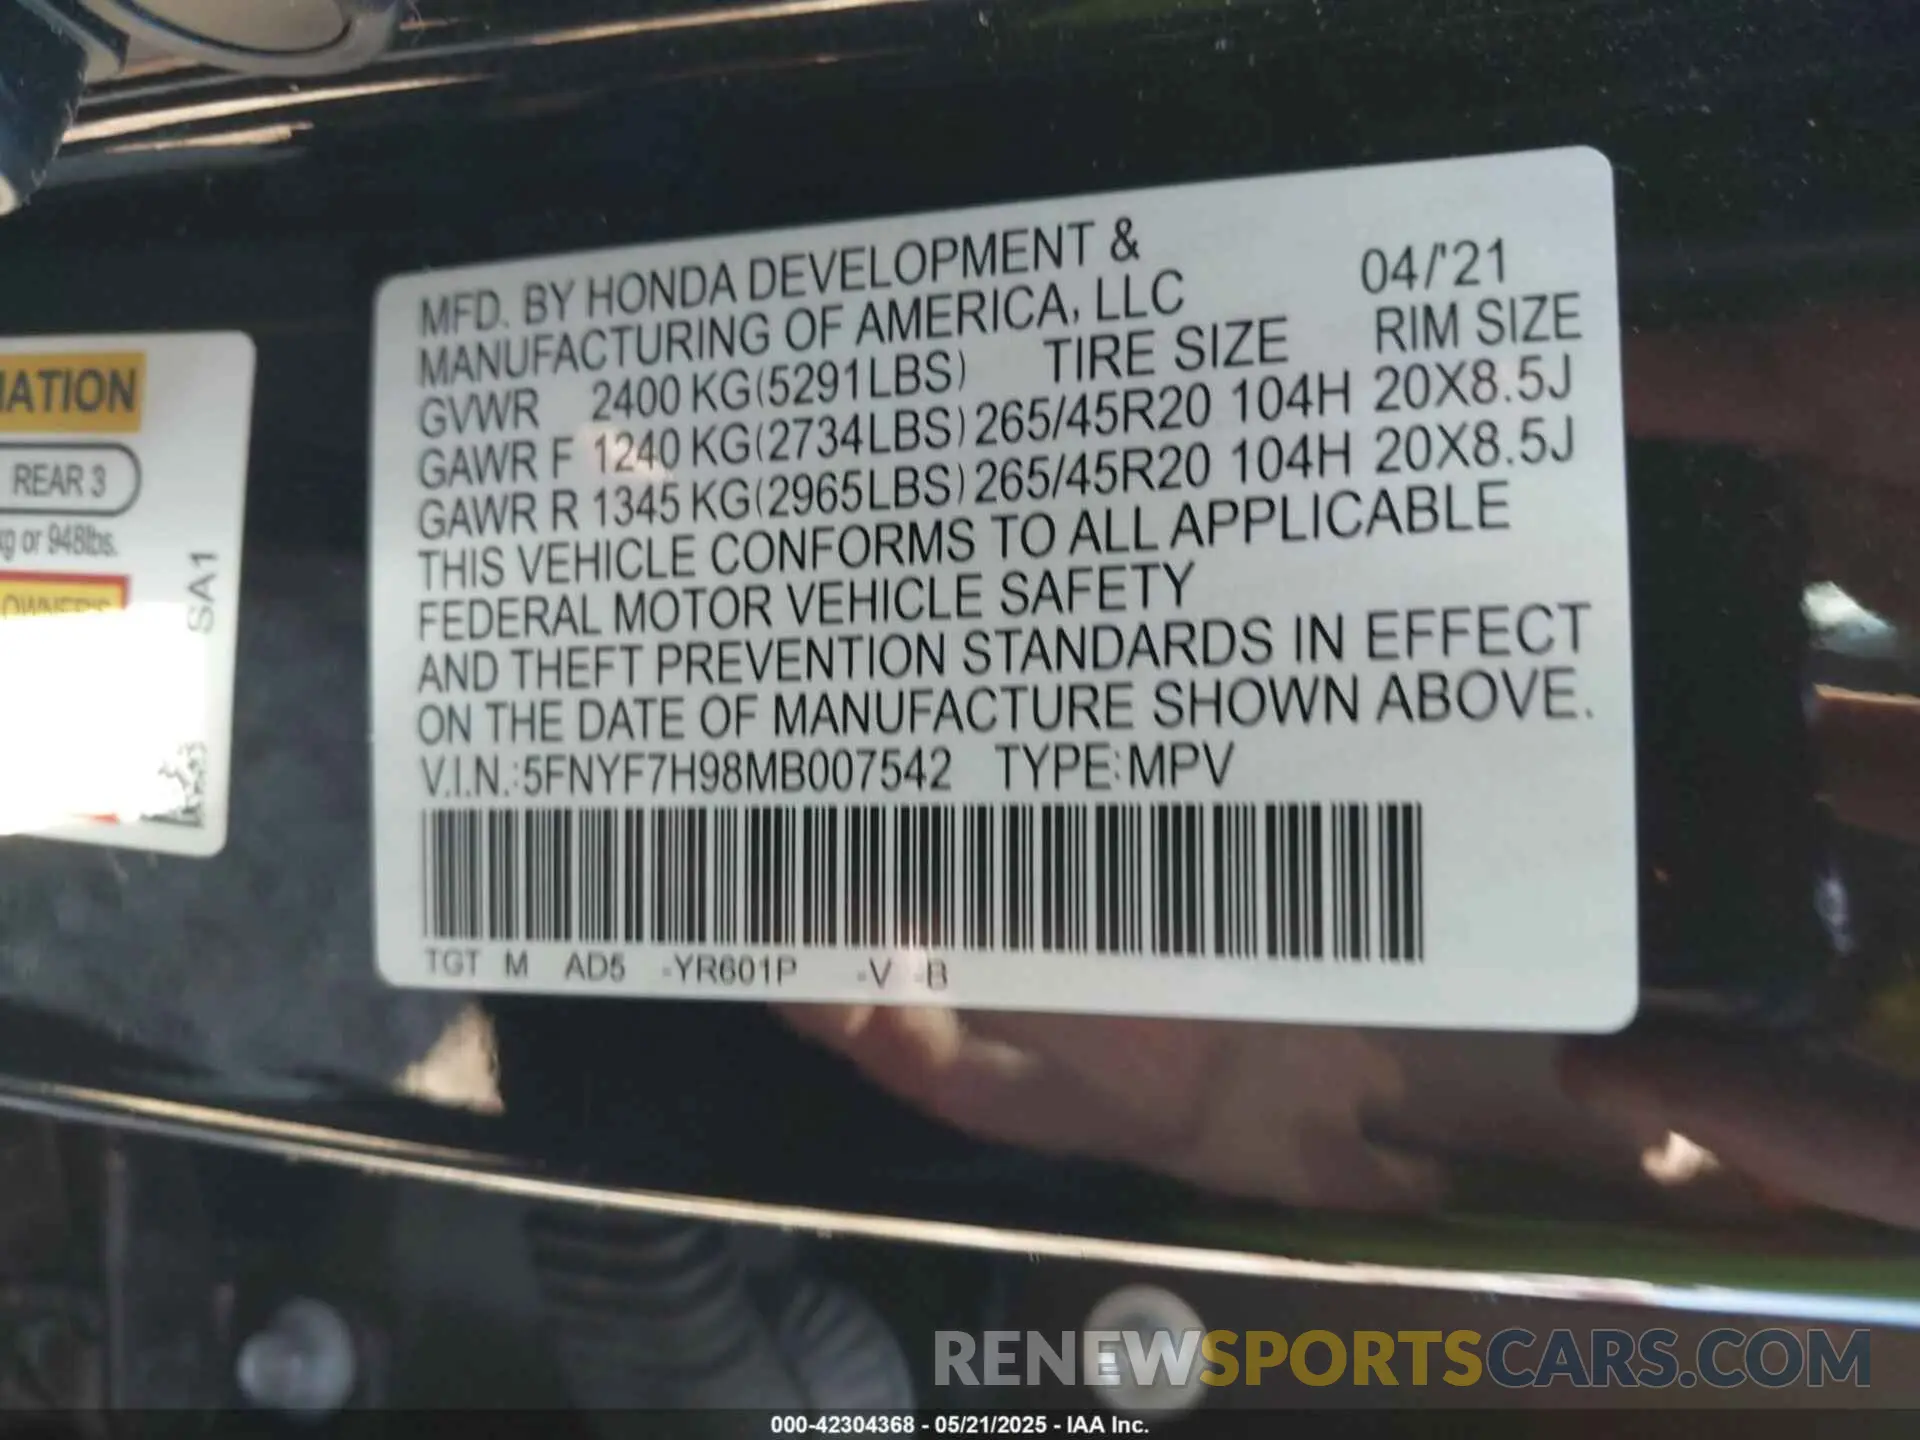 MFD. BY HONDA DEVELOPMENT &
MANUFACTURING OF AMERICA, LLC 04/'21
GVWR 2400 KG(5291LBS) TIRE SIZE RIM SIZE
GAWR F 1240 KG(2734LBS) 265/45R20 104H 20X8.5J
GAWR R 1345 KG(2965LBS) 265/45R20 104H 20X8.5J
THIS VEHICLE CONFORMS TO ALL APPLICABLE
FEDERAL MOTOR VEHICLE SAFETY
AND THEFT PREVENTION STANDARDS IN EFFECT
ON THE DATE OF MANUFACTURE SHOWN ABOVE.
V.I.N.:5FNYF7H98MB007542 TYPE:MPV
TGT M AD5 -YR601P -V -B
MATION
REAR 3
kg or 948lbs.
OWNER'S
SA1
RENEWSPORTSCARS.COM
000-42304368 - 05/21/2025 - IAA Inc.